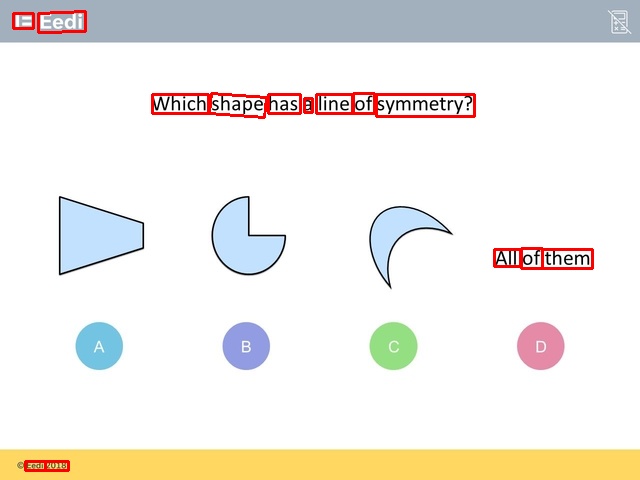 Eedi
Which shape has a line of symmetry?
All of them
A B C D
© Eedi 2018